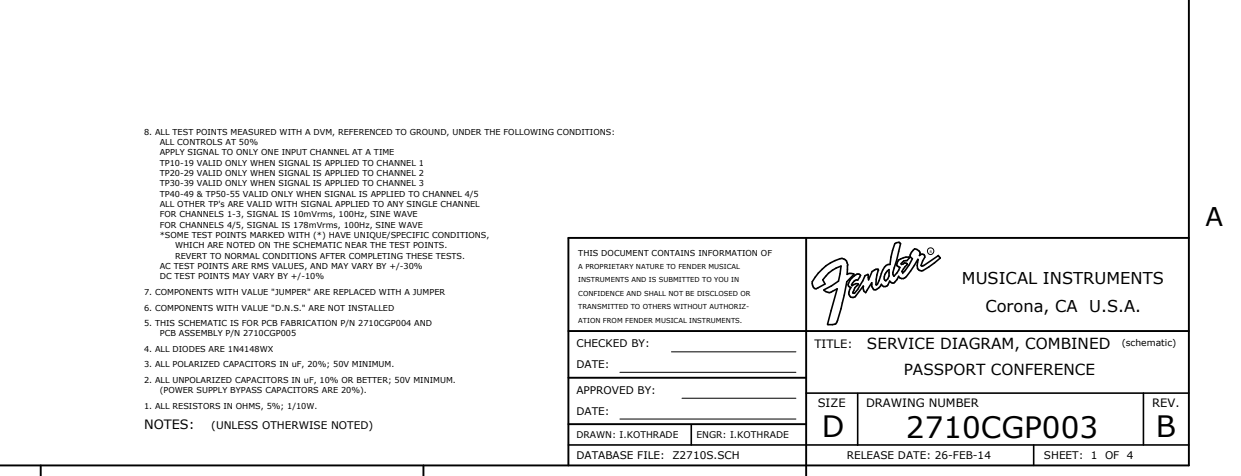 8. ALL TEST POINTS MEASURED WITH A DVM, REFERENCED TO GROUND, UNDER THE FOLLOWING CONDITIONS:
ALL CONTROLS AT 50%
APPLY SIGNAL TO ONLY ONE INPUT CHANNEL AT A TIME
TP10-19 VALID ONLY WHEN SIGNAL IS APPLIED TO CHANNEL 1
TP20-29 VALID ONLY WHEN SIGNAL IS APPLIED TO CHANNEL 2
TP30-39 VALID ONLY WHEN SIGNAL IS APPLIED TO CHANNEL 3
TP40-49 & TP50-55 VALID ONLY WHEN SIGNAL IS APPLIED TO CHANNEL 4/5
ALL OTHER TP's ARE VALID WITH SIGNAL APPLIED TO ANY SINGLE CHANNEL
FOR CHANNELS 1-3, SIGNAL IS 10mVrms, 100Hz, SINE WAVE
FOR CHANNELS 4/5, SIGNAL IS 178mVrms, 100Hz, SINE WAVE
*SOME TEST POINTS MARKED WITH (*) HAVE UNIQUE/SPECIFIC CONDITIONS,
WHICH ARE NOTED ON THE SCHEMATIC NEAR THE TEST POINTS.
REVERT TO NORMAL CONDITIONS AFTER COMPLETING THESE TESTS.
AC TEST POINTS ARE RMS VALUES, AND MAY VARY BY +/-30%
DC TEST POINTS MAY VARY BY +/-10%
7. COMPONENTS WITH VALUE "JUMPER" ARE REPLACED WITH A JUMPER
6. COMPONENTS WITH VALUE "D.N.S." ARE NOT INSTALLED
5. THIS SCHEMATIC IS FOR PCB FABRICATION P/N 2710CGP004 AND
PCB ASSEMBLY P/N 2710CGP005
4. ALL DIODES ARE 1N4148WX
3. ALL POLARIZED CAPACITORS IN uF, 20%; 50V MINIMUM.
2. ALL UNPOLARIZED CAPACITORS IN uF, 10% OR BETTER; 50V MINIMUM.
(POWER SUPPLY BYPASS CAPACITORS ARE 20%).
1. ALL RESISTORS IN OHMS, 5%; 1/10W.
NOTES: (UNLESS OTHERWISE NOTED)
A
THIS DOCUMENT CONTAINS INFORMATION OF
A PROPRIETARY NATURE TO FENDER MUSICAL
INSTRUMENTS AND IS SUBMITTED TO YOU IN
CONFIDENCE AND SHALL NOT BE DISCLOSED OR
TRANSMITTED TO OTHERS WITHOUT AUTHORIZ-
ATION FROM FENDER MUSICAL INSTRUMENTS.
Fender®
MUSICAL INSTRUMENTS
Corona, CA U.S.A.
CHECKED BY:
DATE:
TITLE: SERVICE DIAGRAM, COMBINED (schematic)
PASSPORT CONFERENCE
APPROVED BY:
DATE:
SIZE
D
DRAWING NUMBER
2710CGP003
REV.
B
DRAWN: I.KOTHRADE
ENGR: I.KOTHRADE
DATABASE FILE: Z2710S.SCH
RELEASE DATE: 26-FEB-14
SHEET: 1 OF 4